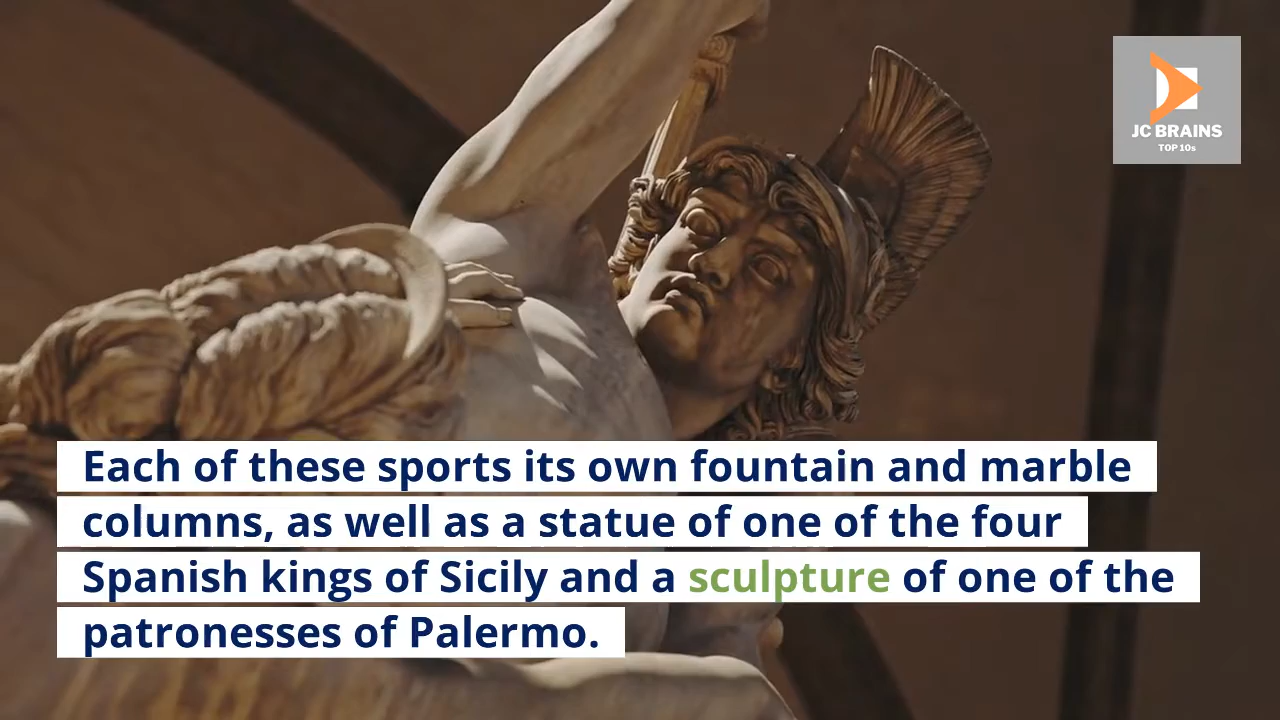 JC BRAINS
TOP 10s
Each of these sports its own fountain and marble
columns, as well as a statue of one of the four
Spanish kings of Sicily and a sculpture of one of the
patronesses of Palermo.